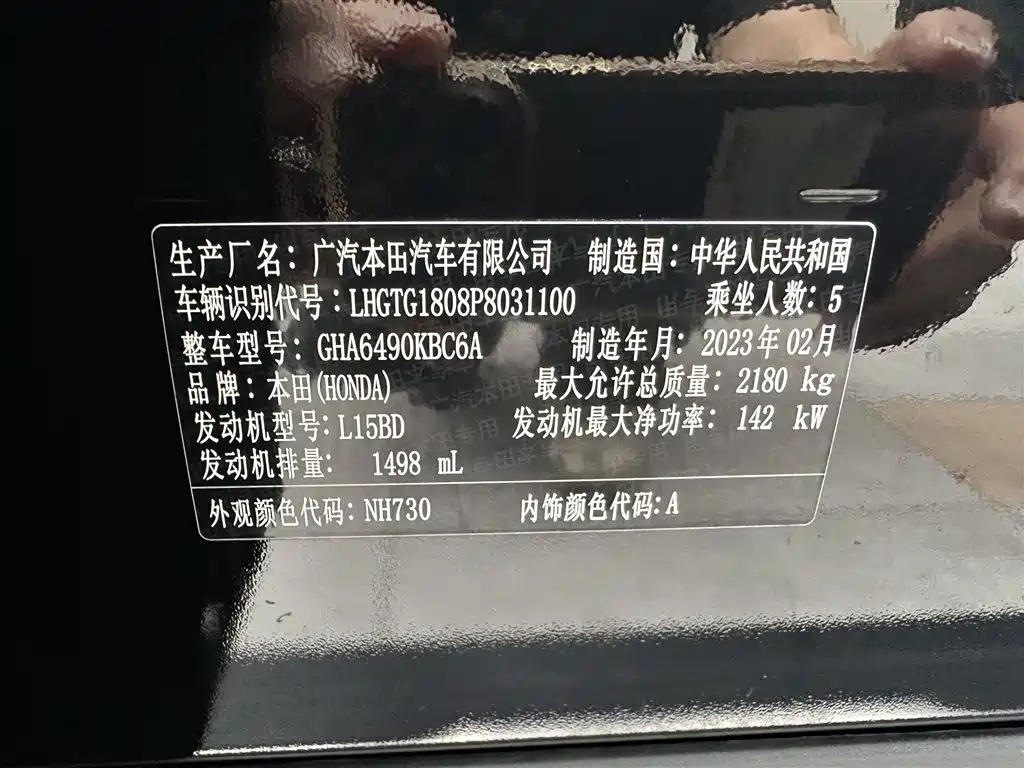 生产厂名：广汽本田汽车有限公司 制造国：中华人民共和国
车辆识别代号：LHGTG1808P8031100 乘坐人数：5
整车型号：GHA6490KBC6A 制造年月：2023年02月
品牌：本田(HONDA) 最大允许总质量：2180 kg
发动机型号：L15BD 发动机最大净功率：142 kW
发动机排量：1498 mL
外观颜色代码：NH730 内饰颜色代码：A